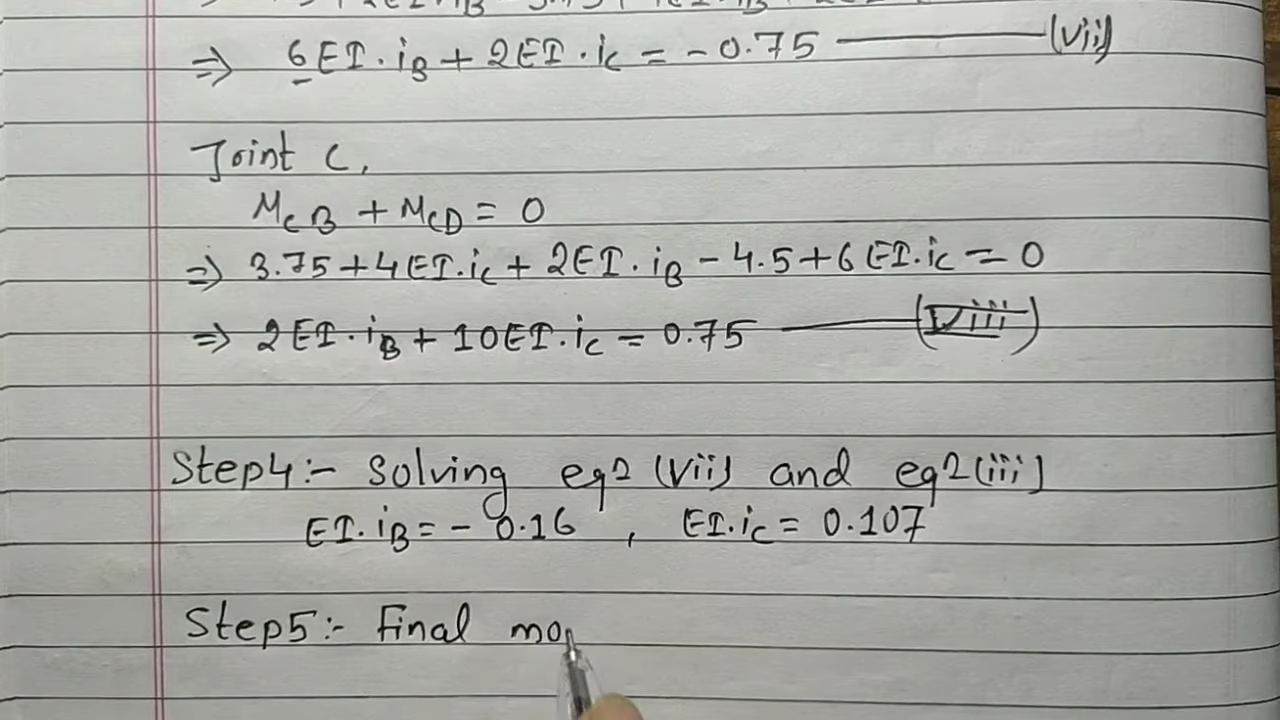 ⇒ 6EI.iB + 2EI.iC = -0.75 ——— (vii)
Joint C,
MCB + MCD = 0
⇒ 3.75+4EI.iC + 2EI.iB - 4.5+6EI.iC = 0
⇒ 2EI.iB + 10EI.iC = 0.75 ——— (Viii)
Step4:- Solving eq2 (Vii) and eq2(iii)
EI.iB = - 0.16 , EI.iC = 0.107
Step5:- Final mo